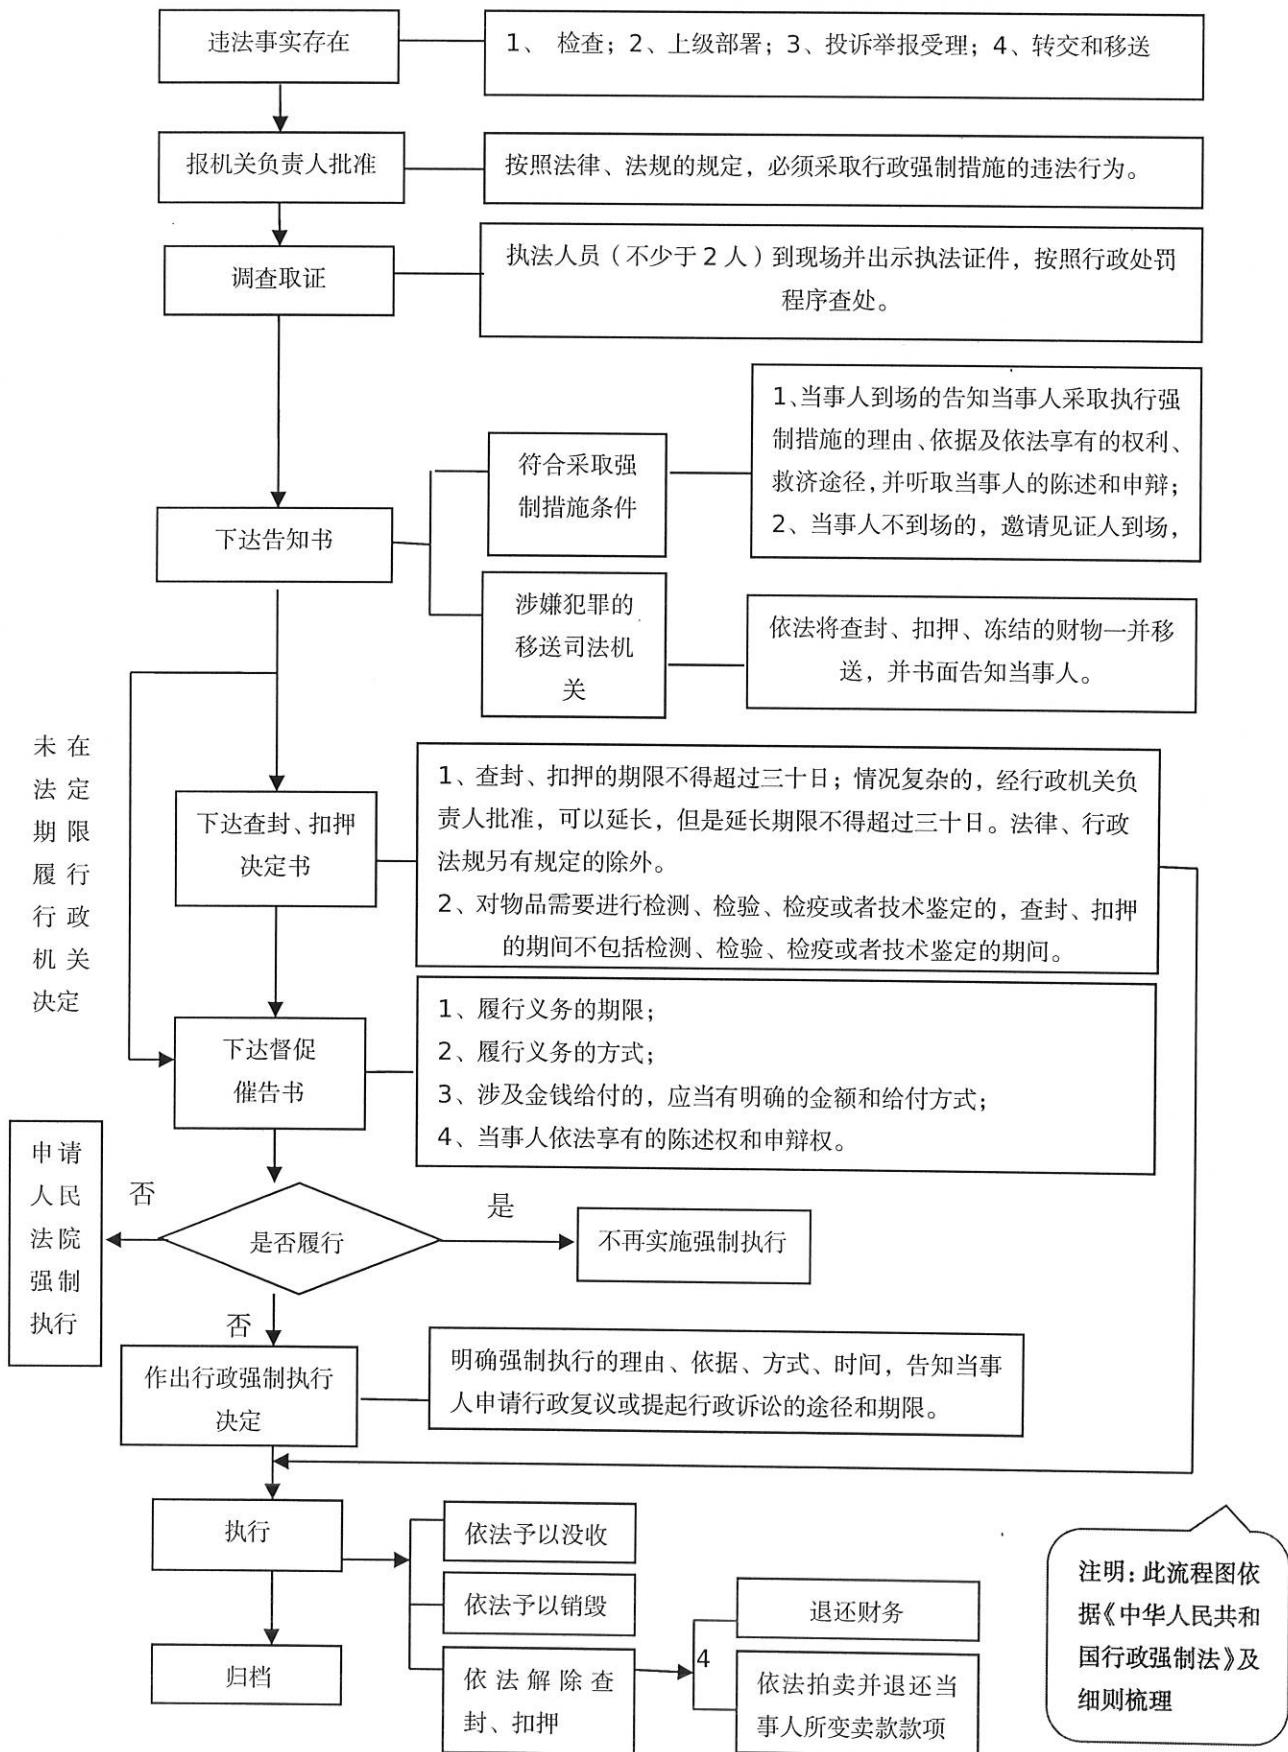 违法事实存在
1、 检查；2、上级部署；3、投诉举报受理；4、转交和移送
报机关负责人批准
按照法律、法规的规定，必须采取行政强制措施的违法行为。
调查取证
执法人员（不少于 2 人）到现场并出示执法证件，按照行政处罚
程序查处。
下达告知书
符合采取强
制措施条件
1、当事人到场的告知当事人采取执行强
制措施的理由、依据及依法享有的权利、
救济途径，并听取当事人的陈述和申辩；
2、当事人不到场的，邀请见证人到场，
涉嫌犯罪的
移送司法机
关
依法将查封、扣押、冻结的财物一并移
送，并书面告知当事人。
未 在
法 定
期 限
履 行
行 政
机 关
决定
下达查封、扣押
决定书
1、查封、扣押的期限不得超过三十日；情况复杂的，经行政机关负
责人批准，可以延长，但是延长期限不得超过三十日。法律、行政
法规另有规定的除外。
2、对物品需要进行检测、检验、检疫或者技术鉴定的，查封、扣押
的期间不包括检测、检验、检疫或者技术鉴定的期间。
下达督促
催告书
1、履行义务的期限；
2、履行义务的方式；
3、涉及金钱给付的，应当有明确的金额和给付方式；
4、当事人依法享有的陈述权和申辩权。
申 请
人 民
法 院
强 制
执行
否
是否履行
是
不再实施强制执行
否
作出行政强制执行
决定
明确强制执行的理由、依据、方式、时间，告知当事
人申请行政复议或提起行政诉讼的途径和期限。
执行
依法予以没收
依法予以销毁
依 法 解 除 查
封、扣押
4
退还财务
依法拍卖并退还当
事人所变卖款款项
归档
注明：此流程图依
据《中华人民共和
国行政强制法》及
细则梳理